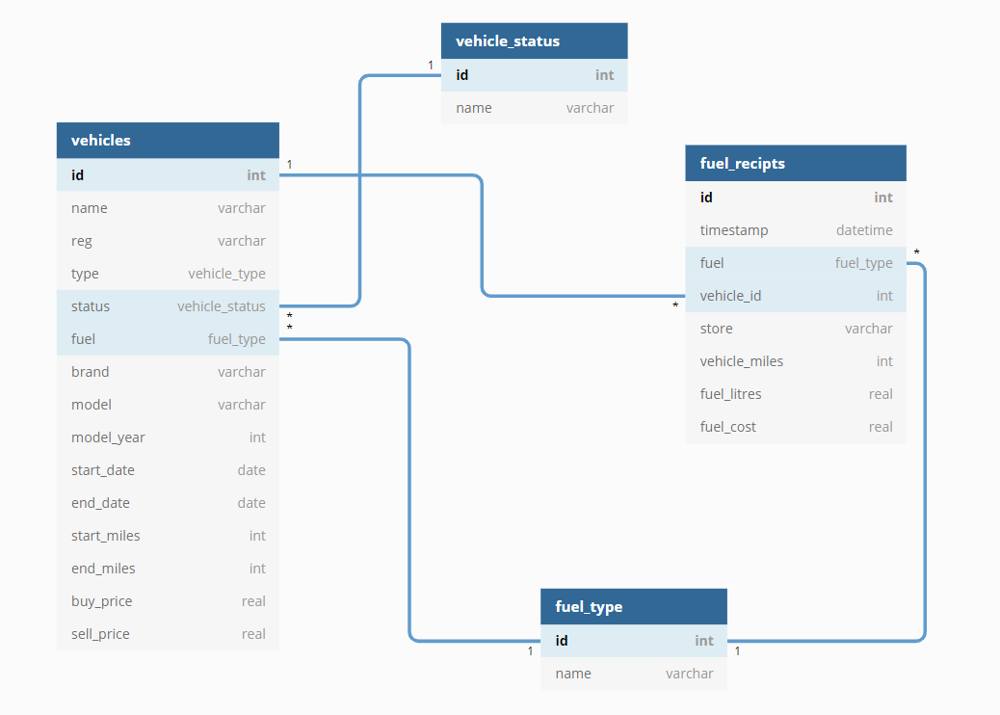 vehicle_status
1
id int
name varchar
vehicles
id int
1
name varchar
reg varchar
type vehicle_type
status vehicle_status
*
*
fuel fuel_type
brand varchar
model varchar
model_year int
start_date date
end_date date
start_miles int
end_miles int
buy_price real
sell_price real
fuel_recipts
id int
timestamp datetime
*
fuel fuel_type
vehicle_id int
*
store varchar
vehicle_miles int
fuel_litres real
fuel_cost real
fuel_type
id int
1
1
name varchar